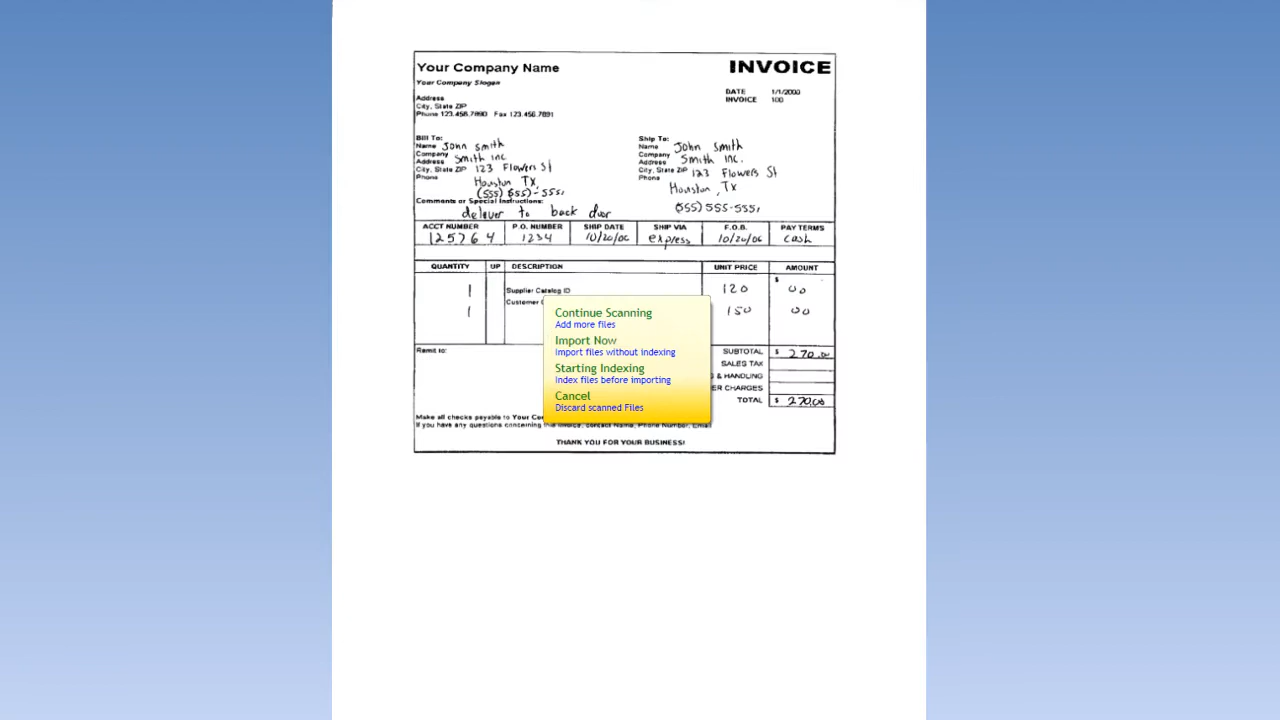 Your Company Name INVOICE
Your Company Slogan
DATE 1/1/2000
Address INVOICE 100
City, State ZIP
Phone 123.456.7890 Fax 123.456.7891
Bill To: Ship To:
Name John Smith Name John Smith
Company Smith Inc Company Smith Inc.
Address 123 Flowers St Address 123 Flowers St
City, State ZIP Houston TX, City, State ZIP Houston, TX
Phone (555) 555-5551 Phone (555) 555-5551
Comments or Special Instructions:
delever to back door
ACCT NUMBER P.O. NUMBER SHIP DATE SHIP VIA F.O.B. PAY TERMS
125764 1234 10/20/06 express 10/20/06 cash
QUANTITY UP DESCRIPTION UNIT PRICE AMOUNT
$
1 Supplier Catalog ID 120 00
Customer
1 150 00
Continue Scanning
Add more files
Import Now
Import files without indexing
Starting Indexing
Index files before importing
Cancel
Discard scanned Files
Remit to: SUBTOTAL $ 270.00
SALES TAX
& HANDLING
ER CHARGES
TOTAL $ 270.00
Make all checks payable to Your Co
If you have any questions concerning this invoice, contact Name, Phone Number, Email
THANK YOU FOR YOUR BUSINESS!